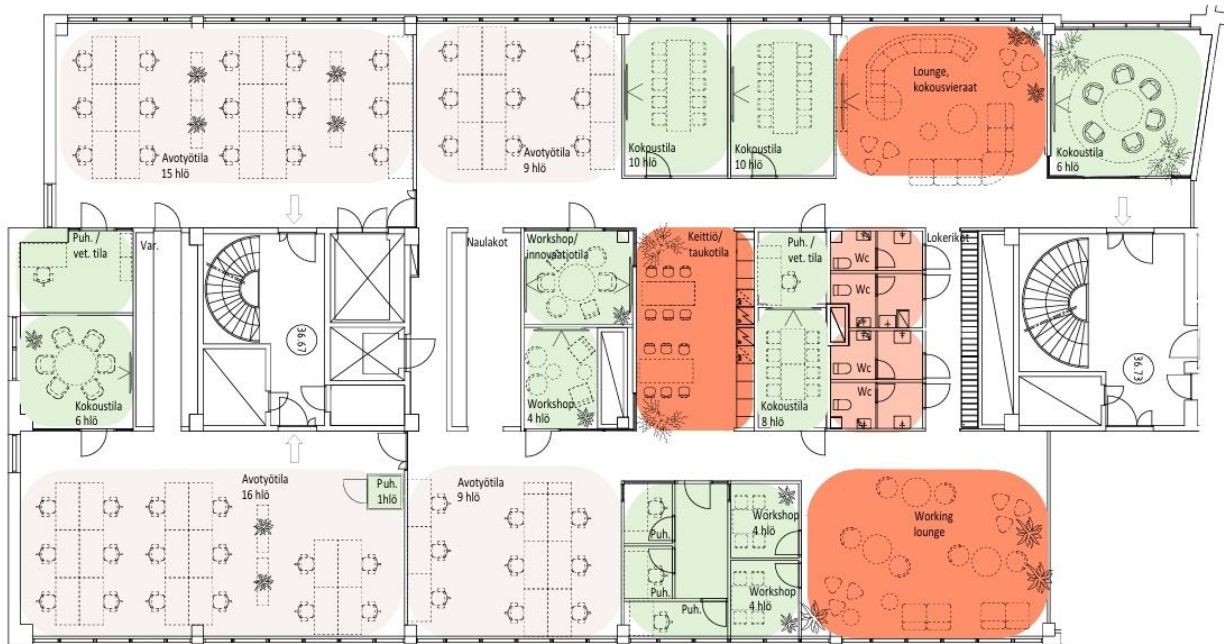 Avotyötila
15 hlö
Avotyötila
9 hlö
Kokoustila
10 hlö
Kokoustila
10 hlö
Lounge,
kokousvieraat
Kokoustila
6 hlö
Puh. /
vet. tila
Var.
Naulakot
Workshop/
innovaatiotila
Keittiö/
taukotila
Puh. /
vet. tila
Wc
Wc
Wc
Wc
Lokerikot
36.67
36.73
Kokoustila
6 hlö
Workshop
4 hlö
Kokoustila
8 hlö
Avotyötila
16 hlö
Puh.
1hlö
Avotyötila
9 hlö
Puh.
Puh.
Puh.
Workshop
4 hlö
Workshop
4 hlö
Working
lounge